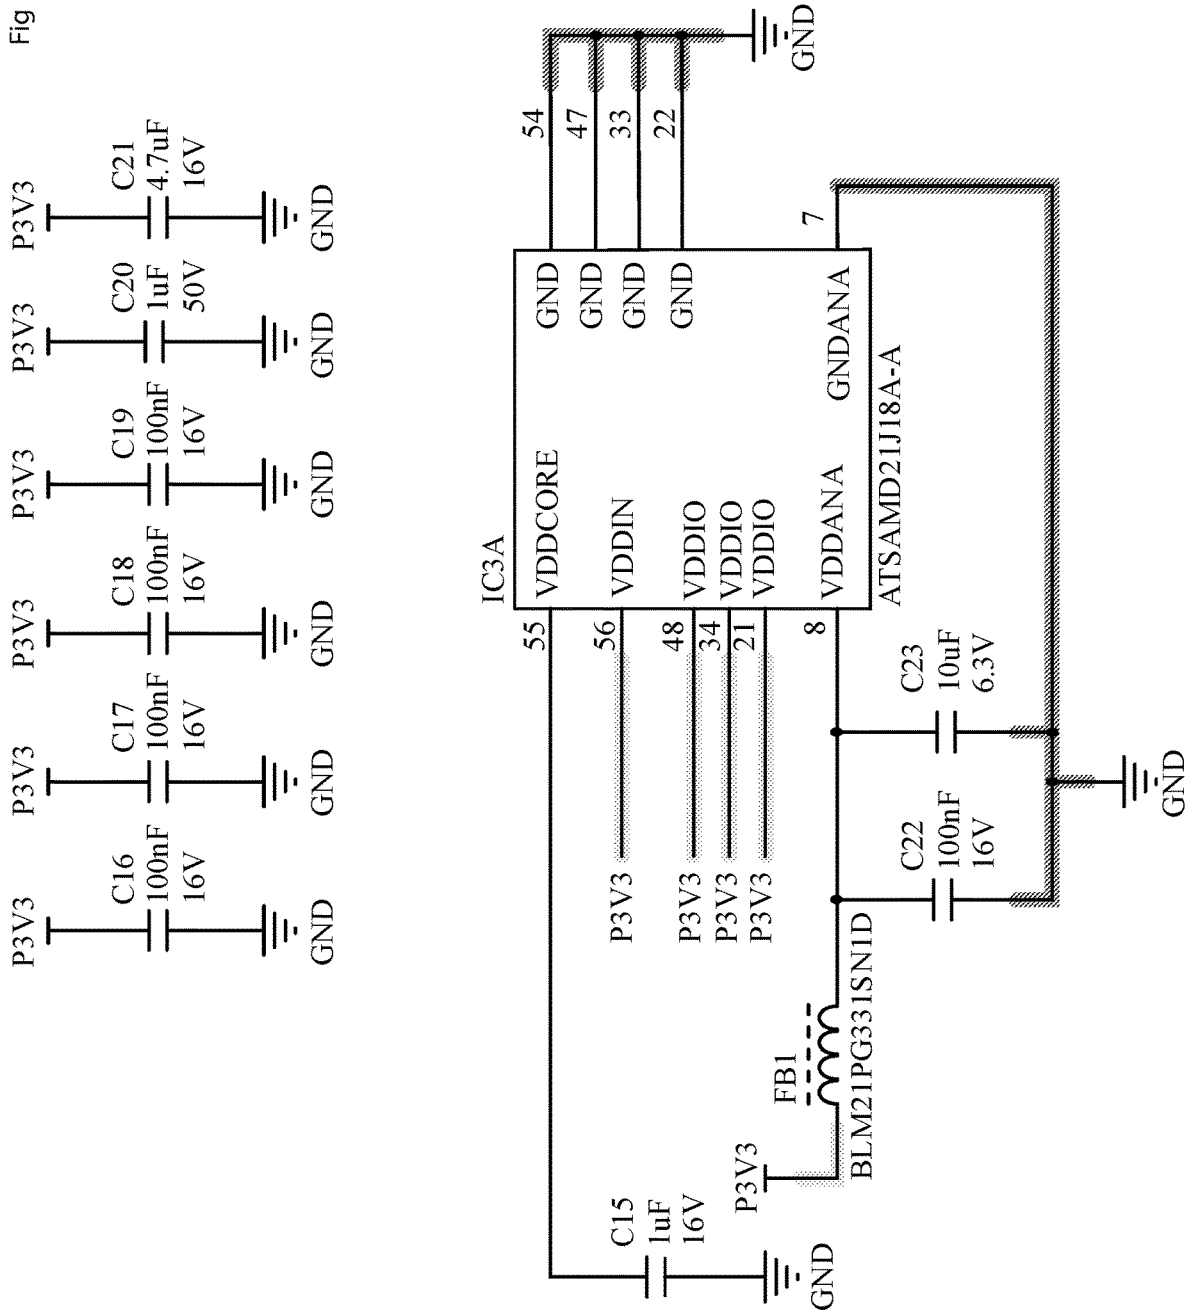 Fig
P3V3
C16
100nF
16V
GND
P3V3
C17
100nF
16V
GND
P3V3
C18
100nF
16V
GND
P3V3
C19
100nF
16V
GND
P3V3
C20
1uF
50V
GND
P3V3
C21
4.7uF
16V
GND
IC3A
55
VDDCORE
56
VDDIN
48
VDDIO
34
VDDIO
21
VDDIO
8
VDDANA
GND
54
GND
47
GND
33
GND
22
GNDANA
7
GND
ATSAMD21J18A-A
P3V3
P3V3
P3V3
P3V3
C15
1uF
16V
GND
P3V3
FB1
BLM21PG331SN1D
C22
100nF
16V
C23
10uF
6.3V
GND